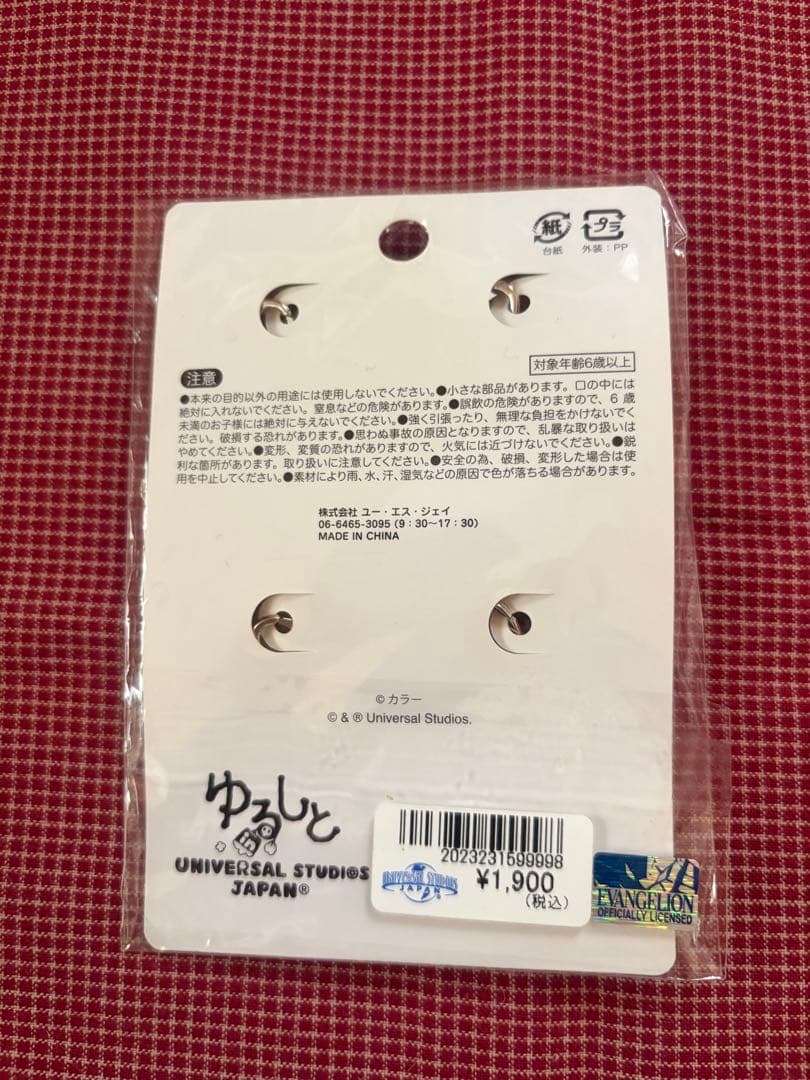 紙 プラ
台紙 外装：PP
対象年齢6歳以上
注意
●本来の目的以外の用途には使用しないでください。●小さな部品があります。口の中には
絶対に入れないでください。窒息などの危険があります。●誤飲の危険がありますので、6歳
未満のお子様には絶対に与えないでください。●強く引張ったり、無理な負担をかけないでく
ださい。破損する恐れがあります。●思わぬ事故の原因となりますので、乱暴な取り扱いは
やめてください。●変形、変質の恐れがありますので、火気には近づけないでください。●鋭
利な箇所があります。取り扱いに注意してください。●安全の為、破損、変形した場合は使
用を中止してください。●素材により雨、水、汗、湿気などの原因で色が落ちる場合があります。
株式会社 ユー・エス・ジェイ
06-6465-3095（9：30～17：30）
MADE IN CHINA
© カラー
© & ® Universal Studios.
ゆるしと
UNIVERSAL STUDIOS
JAPAN®
2023231599998
UNIVERSAL STUDIOS
JAPAN
¥1,900
(税込)
EVANGELION
OFFICIALLY LICENSED